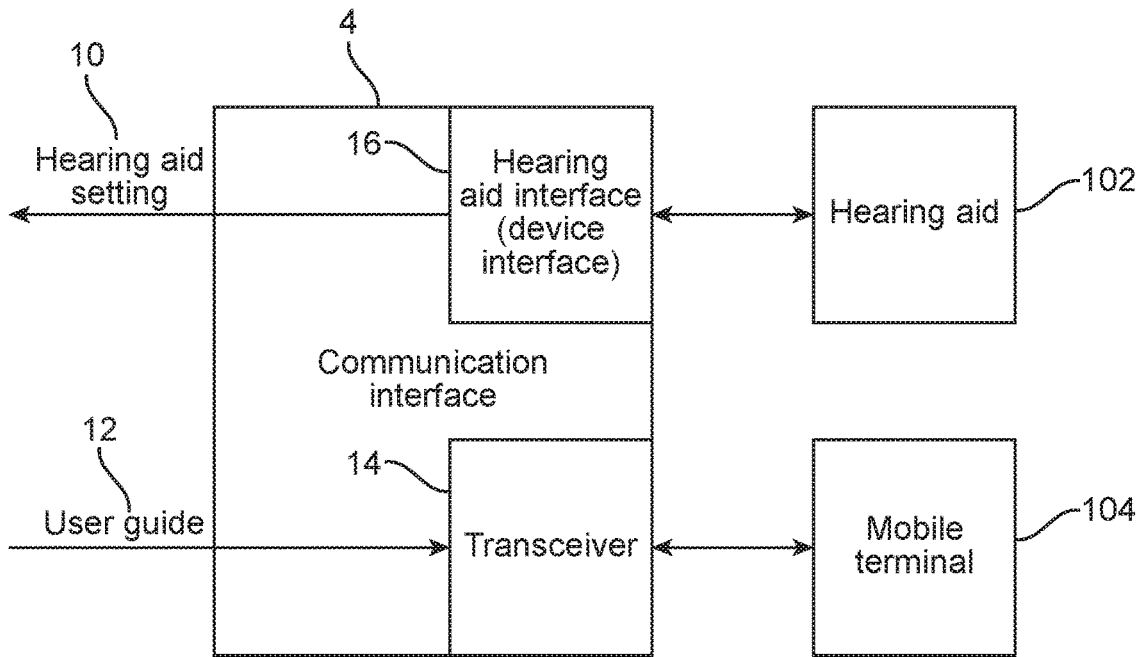 10
4
Hearing aid
setting
16
Hearing
aid interface
(device
interface)
Hearing aid
102
Communication
interface
12
User guide
14
Transceiver
Mobile
terminal
104